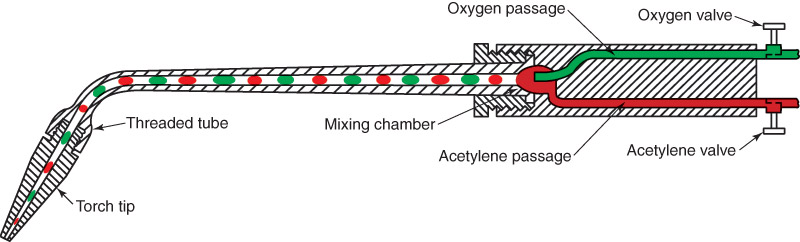 Oxygen passage
Oxygen valve
Threaded tube
Mixing chamber
Acetylene passage
Acetylene valve
Torch tip